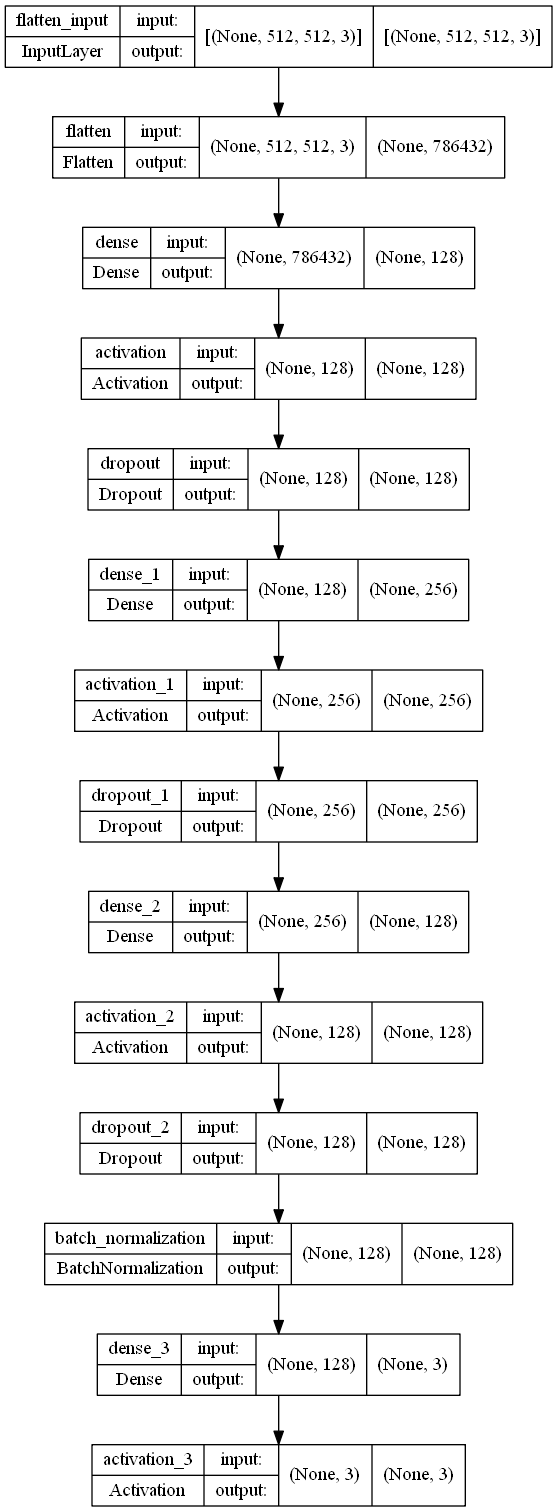 flatten_input input: [(None, 512, 512, 3)] [(None, 512, 512, 3)]
InputLayer output:
flatten input: (None, 512, 512, 3) (None, 786432)
Flatten output:
dense input: (None, 786432) (None, 128)
Dense output:
activation input: (None, 128) (None, 128)
Activation output:
dropout input: (None, 128) (None, 128)
Dropout output:
dense_1 input: (None, 128) (None, 256)
Dense output:
activation_1 input: (None, 256) (None, 256)
Activation output:
dropout_1 input: (None, 256) (None, 256)
Dropout output:
dense_2 input: (None, 256) (None, 128)
Dense output:
activation_2 input: (None, 128) (None, 128)
Activation output:
dropout_2 input: (None, 128) (None, 128)
Dropout output:
batch_normalization input: (None, 128) (None, 128)
BatchNormalization output:
dense_3 input: (None, 128) (None, 3)
Dense output:
activation_3 input: (None, 3) (None, 3)
Activation output: